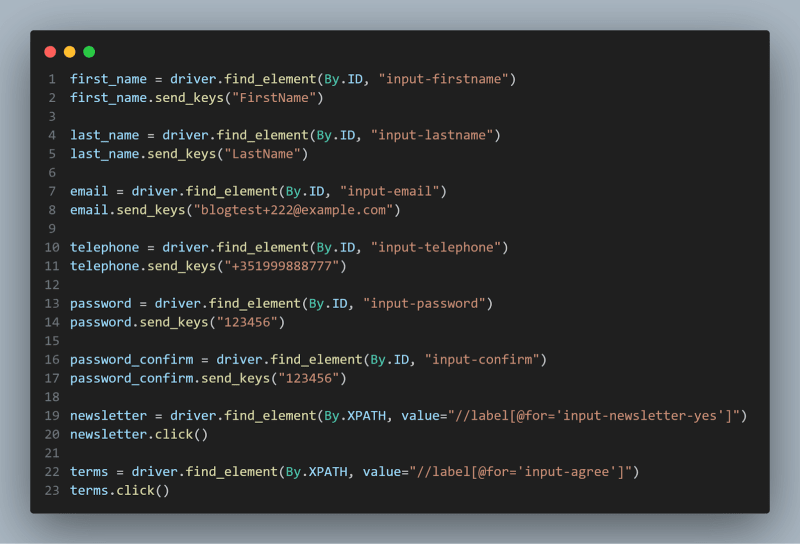 1 first_name = driver.find_element(By.ID, "input-firstname")
2 first_name.send_keys("FirstName")
3
4 last_name = driver.find_element(By.ID, "input-lastname")
5 last_name.send_keys("LastName")
6
7 email = driver.find_element(By.ID, "input-email")
8 email.send_keys("blogtest+222@example.com")
9
10 telephone = driver.find_element(By.ID, "input-telephone")
11 telephone.send_keys("+351999888777")
12
13 password = driver.find_element(By.ID, "input-password")
14 password.send_keys("123456")
15
16 password_confirm = driver.find_element(By.ID, "input-confirm")
17 password_confirm.send_keys("123456")
18
19 newsletter = driver.find_element(By.XPATH, value="//label[@for='input-newsletter-yes']")
20 newsletter.click()
21
22 terms = driver.find_element(By.XPATH, value="//label[@for='input-agree']")
23 terms.click()